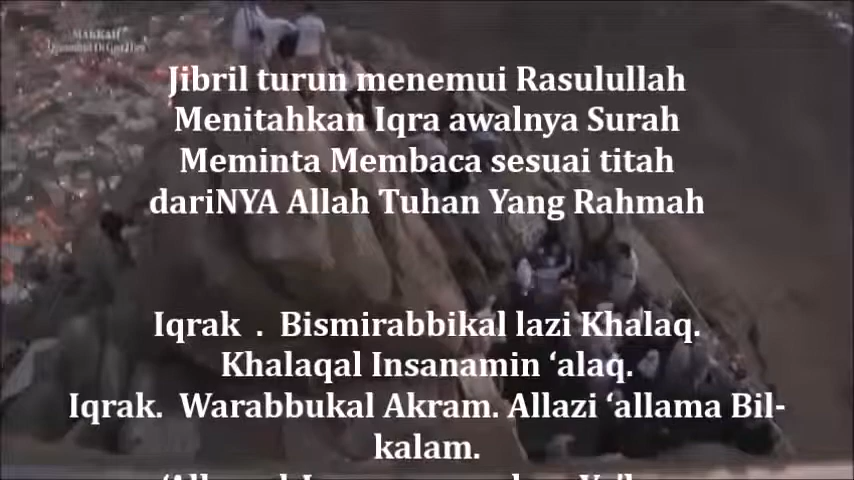 Jibril turun menemui Rasulullah
Menitahkan Iqra awalnya Surah
Meminta Membaca sesuai titah
dariNYA Allah Tuhan Yang Rahmah
Iqrak . Bismirabbikal lazi Khalaq.
Khalaqal Insanamin ‘alaq.
Iqrak. Warabbukal Akram. Allazi ‘allama Bil-
kalam.